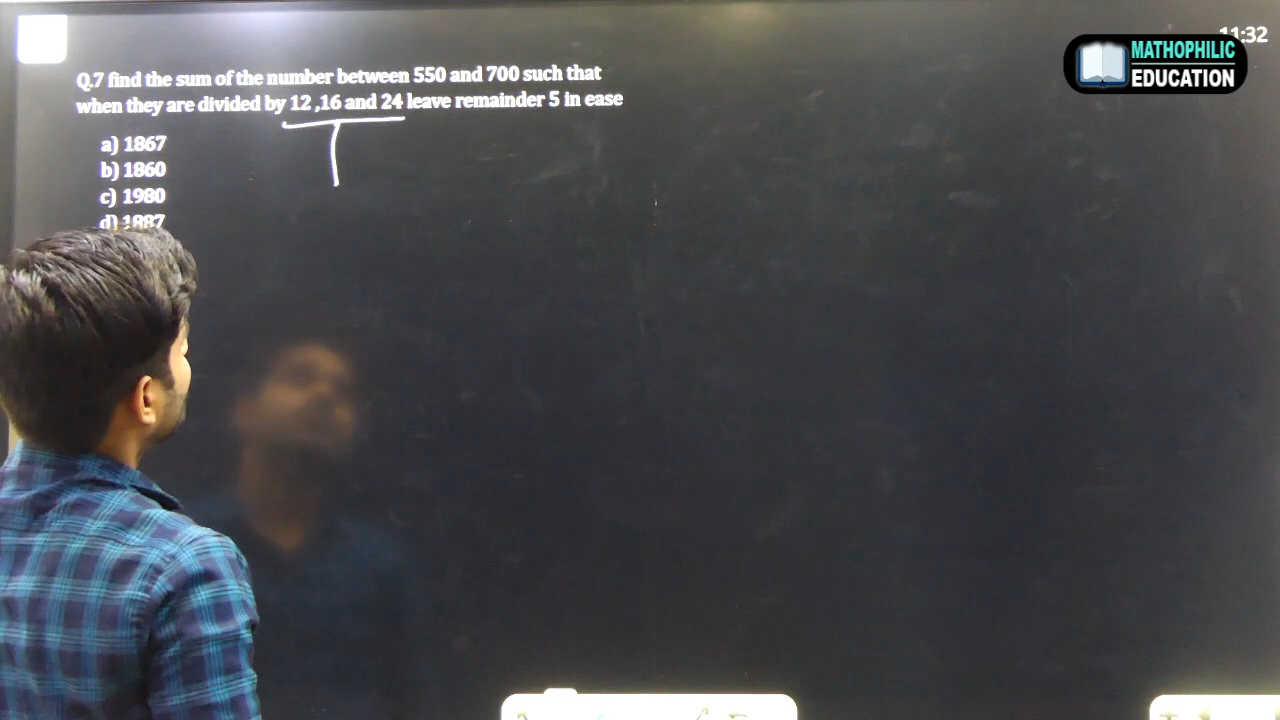 11:32
MATHOPHILIC
EDUCATION
Q.7 find the sum of the number between 550 and 700 such that
when they are divided by 12 ,16 and 24 leave remainder 5 in ease
a) 1867
b) 1860
c) 1980
d) 1887